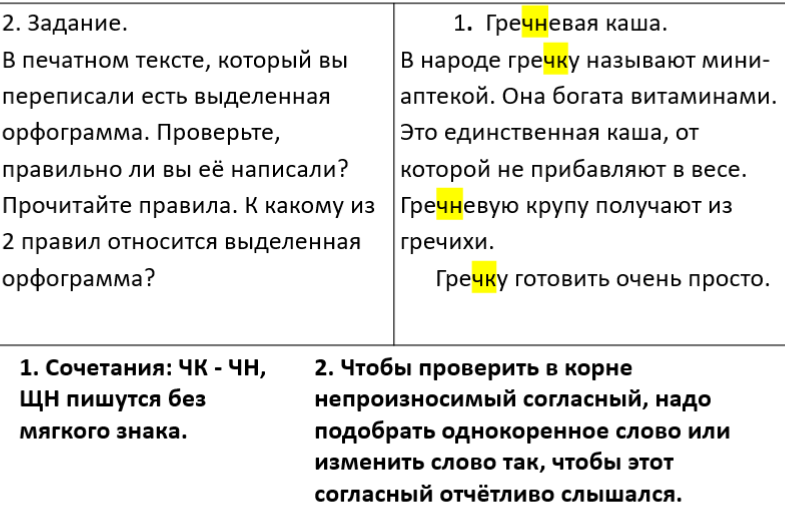 2. Задание.
В печатном тексте, который вы
переписали есть выделенная
орфограмма. Проверьте,
правильно ли вы её написали?
Прочитайте правила. К какому из
2 правил относится выделенная
орфограмма?
1. Гречневая каша.
В народе гречку называют мини-
аптекой. Она богата витаминами.
Это единственная каша, от
которой не прибавляют в весе.
Гречневую крупу получают из
гречихи.
Гречку готовить очень просто.
1. Сочетания: ЧК - ЧН,
ЩН пишутся без
мягкого знака.
2. Чтобы проверить в корне
непроизносимый согласный, надо
подобрать однокоренное слово или
изменить слово так, чтобы этот
согласный отчётливо слышался.